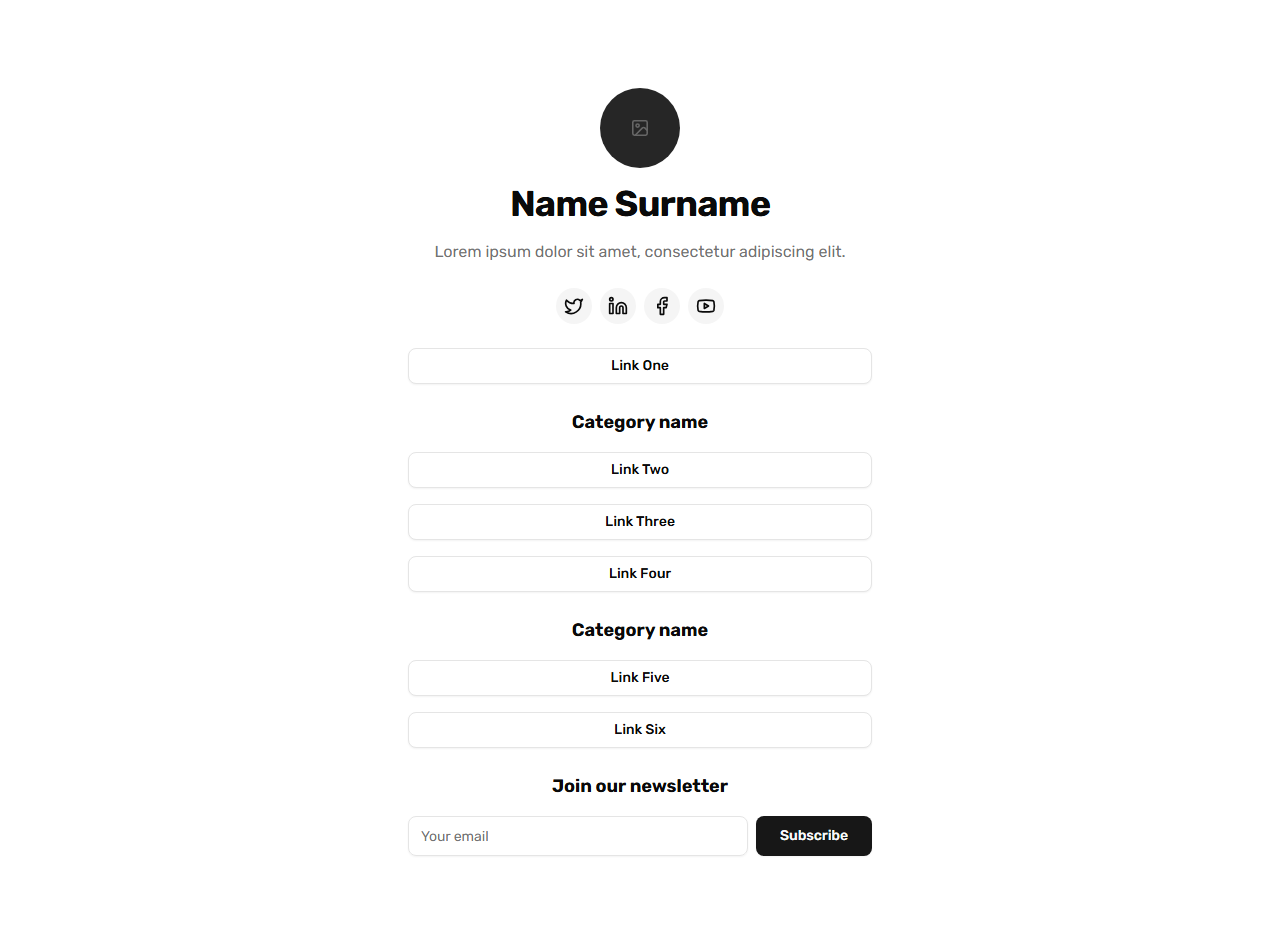 Name Surname
Lorem ipsum dolor sit amet, consectetur adipiscing elit.
Link One
Category name
Link Two
Link Three
Link Four
Category name
Link Five
Link Six
Join our newsletter
Your email
Subscribe